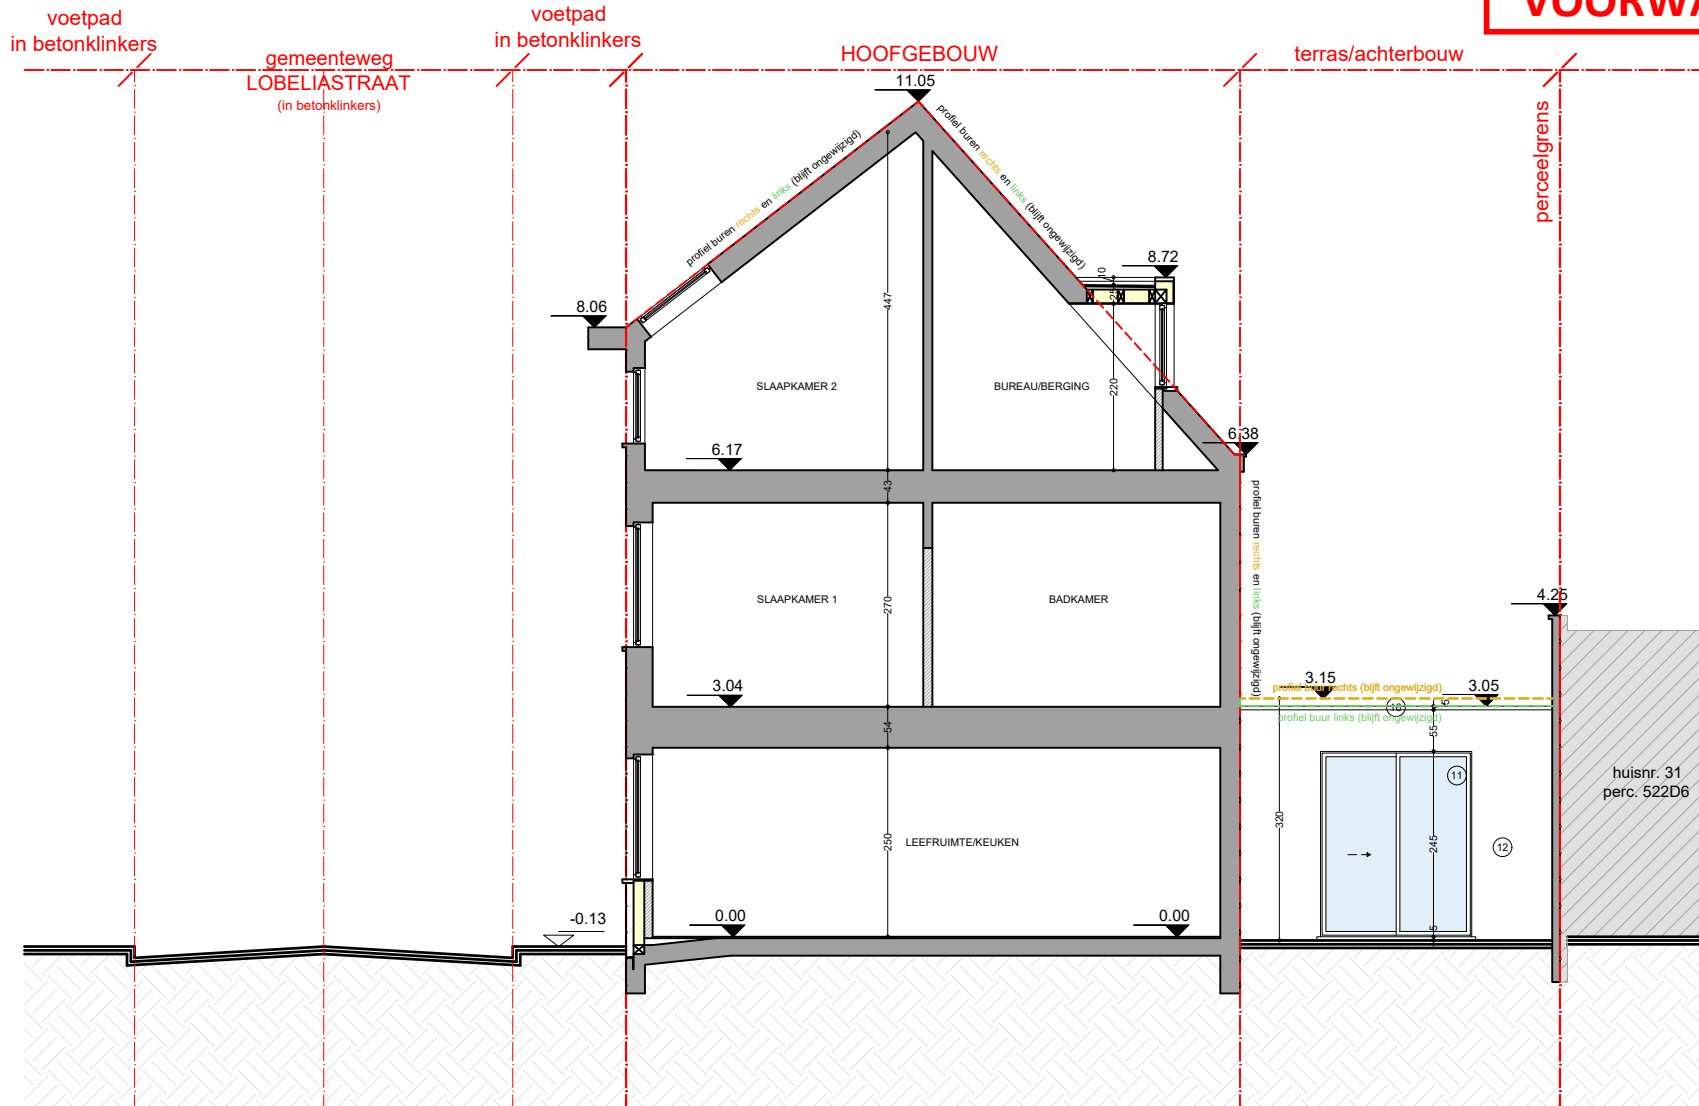 voetpad
in betonklinkers
gemeenteweg
LOBELIASTRAAT
(in betonklinkers)
voetpad
in betonklinkers
HOOFGEBOUW
terras/achterbouw
perceelgrens
11.05
profiel buren rechts en links (blijft ongewijzigd)
profiel buren rechts en links (blijft ongewijzigd)
8.72
10
25
8.06
447
220
SLAAPKAMER 2
BUREAU/BERGING
6.17
6.38
43
profiel buren rechts en links (blijft ongewijzigd)
SLAAPKAMER 1
270
BADKAMER
4.25
3.04
3.15
3.05
profiel buur rechts (blijft ongewijzigd)
5
profiel buur links (blijft ongewijzigd)
54
55
11
huisnr. 31
perc. 522D6
320
245
12
250
LEEFRUIMTE/KEUKEN
-0.13
0.00
0.00
5